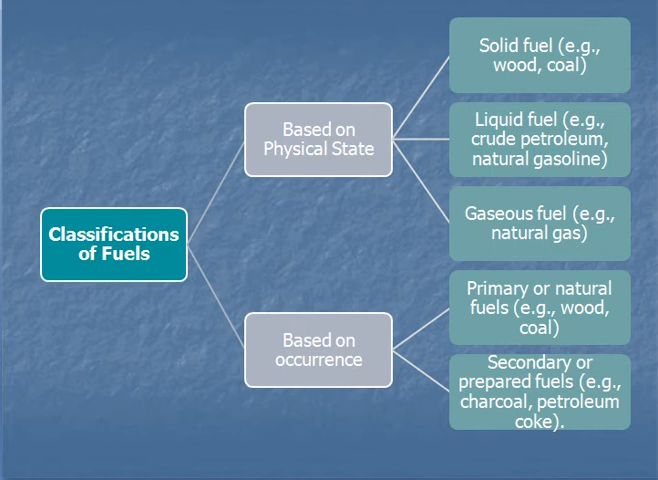 Classifications
of Fuels
Based on
Physical State
Solid fuel (e.g.,
wood, coal)
Liquid fuel (e.g.,
crude petroleum,
natural gasoline)
Gaseous fuel (e.g.,
natural gas)
Based on
occurrence
Primary or natural
fuels (e.g., wood,
coal)
Secondary or
prepared fuels (e.g.,
charcoal, petroleum
coke).